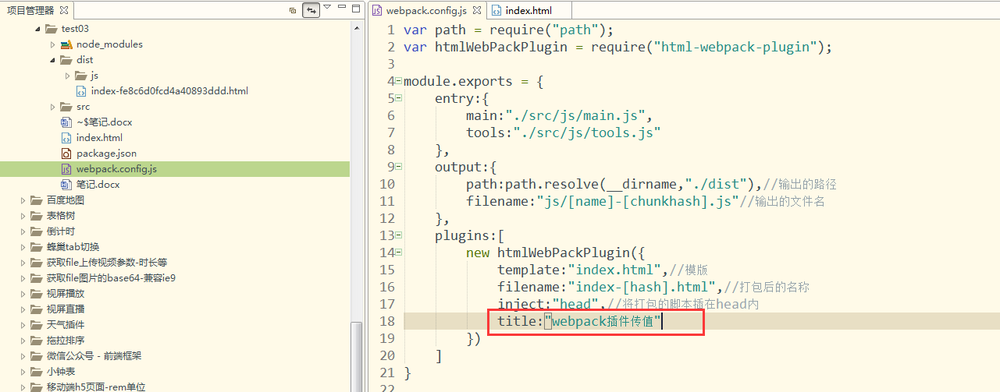 项目管理器
test03
node_modules
dist
js
index-fe8c6d0fcd4a40893ddd.html
src
~$笔记.docx
index.html
package.json
webpack.config.js
笔记.docx
百度地图
表格树
倒计时
蜂巢tab切换
获取file上传视频参数-时长等
获取file图片的base64-兼容ie9
视屏播放
视屏直播
天气插件
拖拉排序
微信公众号 - 前端框架
小钟表
移动端h5页面-rem单位
webpack.config.js
index.html
1 var path = require("path");
2 var htmlWebPackPlugin = require("html-webpack-plugin");
3
4 module.exports = {
5 entry:{
6 main:"./src/js/main.js",
7 tools:"./src/js/tools.js"
8 },
9 output:{
10 path:path.resolve(__dirname,"./dist"),//输出的路径
11 filename:"js/[name]-[chunkhash].js"//输出的文件名
12 },
13 plugins:[
14 new htmlWebPackPlugin({
15 template:"index.html",//模版
16 filename:"index-[hash].html",//打包后的名称
17 inject:"head",//将打包的脚本插在head内
18 title:"webpack插件传值"
19 })
20 ]
21 }
22